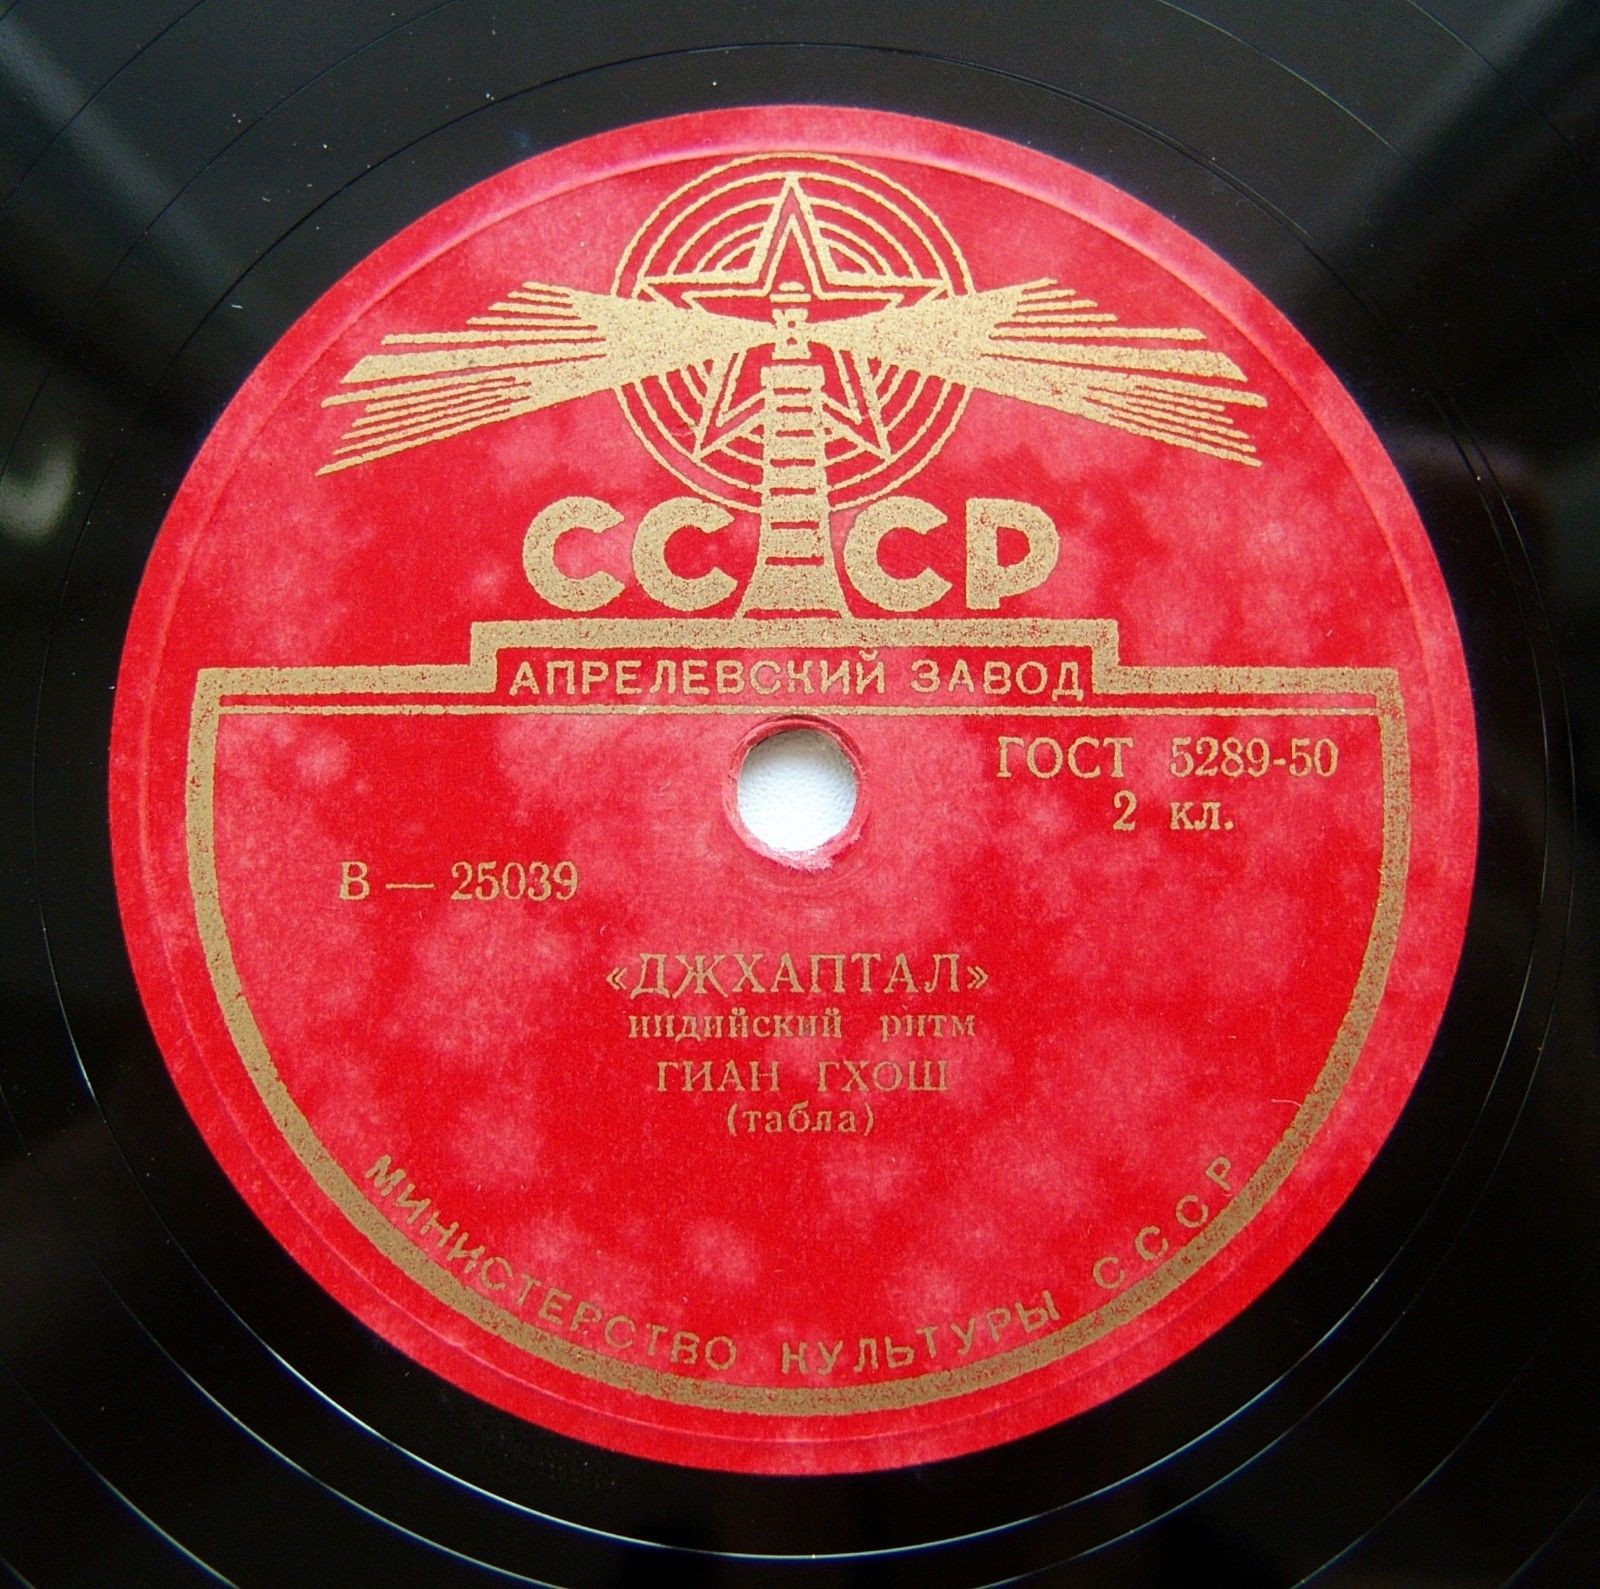 СССР
АПРЕЛЕВСКИЙ ЗАВОД
ГОСТ 5289-50
2 кл.
В — 25039
«ДЖХАПТАЛ»
индийский ритм
ГИАН ГХОШ
(табла)
МИНИСТЕРСТВО КУЛЬТУРЫ СССР